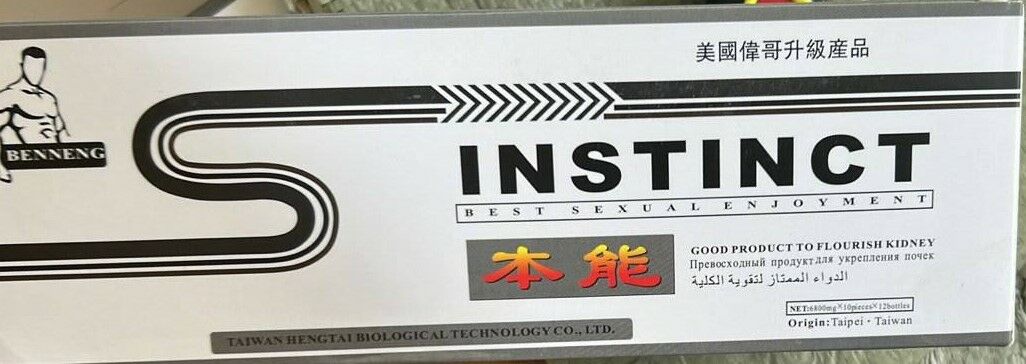 美國偉哥升級產品
BENNENG
INSTINCT
BEST SEXUAL ENJOYMENT
本能
GOOD PRODUCT TO FLOURISH KIDNEY
Превосходный продукт для укрепления почек
الدواء الممتاز لتقوية الكلية
NET:6800mg×10pieces×12bottles
Origin: Taipei · Taiwan
TAIWAN HENGTAI BIOLOGICAL TECHNOLOGY CO., LTD.